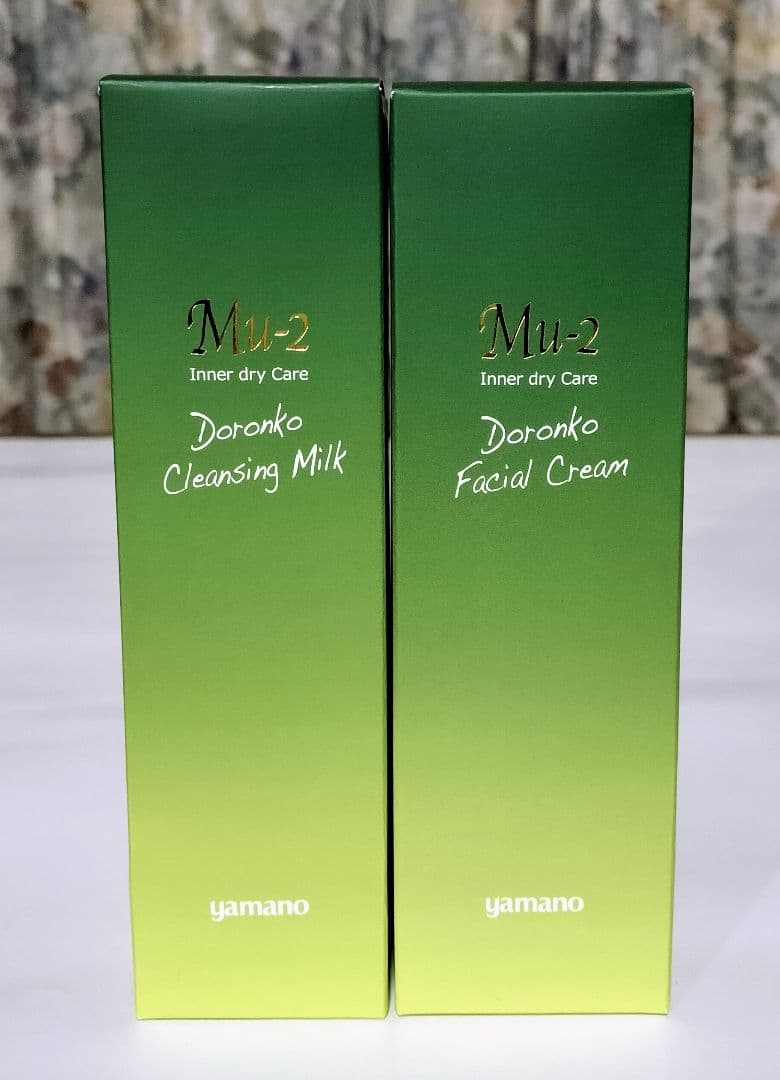 Mu-2
Inner dry Care
Doronko
Cleansing Milk
yamano
Mu-2
Inner dry Care
Doronko
Facial Cream
yamano